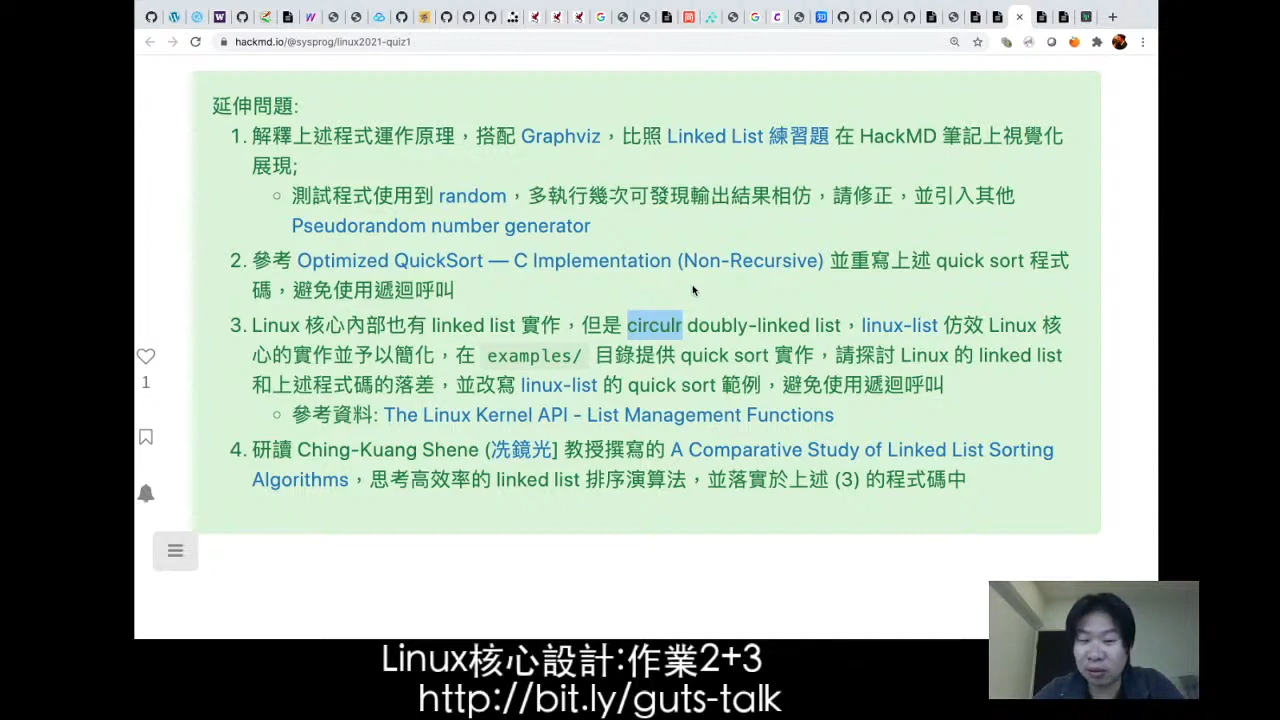 hackmd.io/@sysprog/linux2021-quiz1
延伸問題:
1. 解釋上述程式運作原理，搭配 Graphviz，比照 Linked List 練習題 在 HackMD 筆記上視覺化
展現;
測試程式使用到 random，多執行幾次可發現輸出結果相仿，請修正，並引入其他
Pseudorandom number generator
2. 參考 Optimized QuickSort — C Implementation (Non-Recursive) 並重寫上述 quick sort 程式
碼，避免使用遞迴呼叫
3. Linux 核心內部也有 linked list 實作，但是 circulr doubly-linked list，linux-list 仿效 Linux 核
心的實作並予以簡化，在 examples/ 目錄提供 quick sort 實作，請探討 Linux 的 linked list
和上述程式碼的落差，並改寫 linux-list 的 quick sort 範例，避免使用遞迴呼叫
參考資料: The Linux Kernel API - List Management Functions
4. 研讀 Ching-Kuang Shene (冼鏡光] 教授撰寫的 A Comparative Study of Linked List Sorting
Algorithms，思考高效率的 linked list 排序演算法，並落實於上述 (3) 的程式碼中
1
Linux核心設計:作業2+3
http://bit.ly/guts-talk